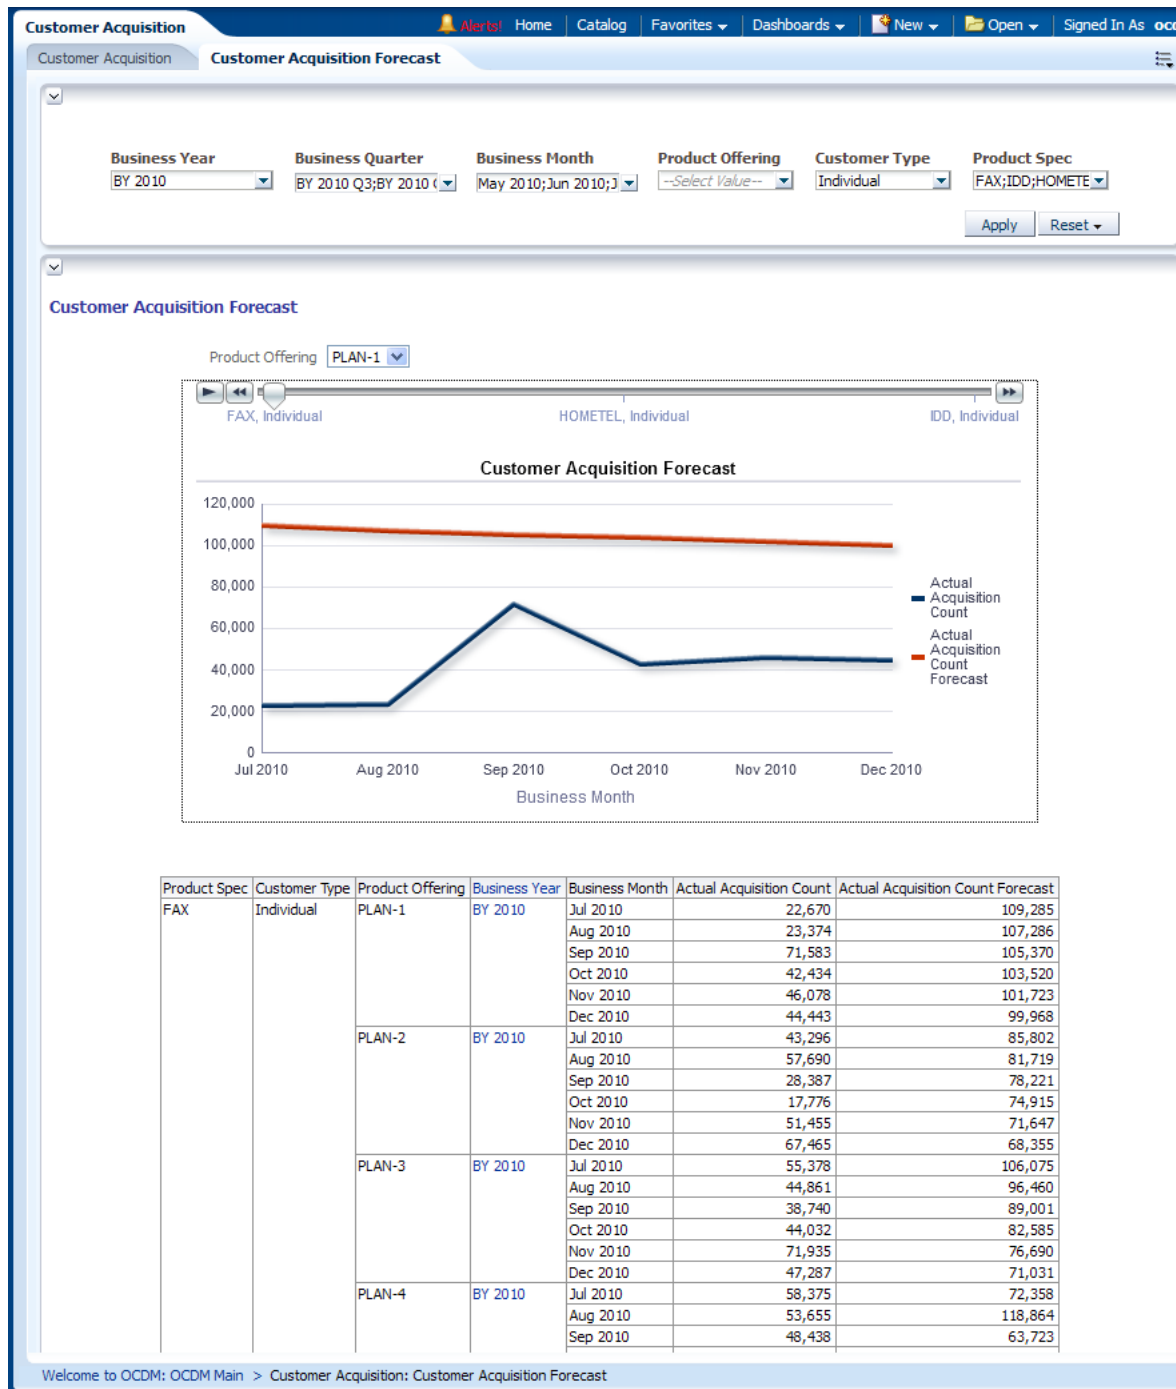 Customer Acquisition Alerts! Home Catalog Favorites Dashboards New Open Signed In As
Customer Acquisition Customer Acquisition Forecast
Business Year Business Quarter Business Month Product Offering Customer Type Product Spec
BY 2010 BY 2010 Q3;BY 2010 May 2010;Jun 2010;J --Select Value-- Individual FAX;IDD;HOMETE
Apply Reset
Customer Acquisition Forecast
Product Offering PLAN-1
FAX, Individual HOMETEL, Individual IDD, Individual
Customer Acquisition Forecast
120,000
100,000
80,000
60,000
40,000
20,000
0
Actual
Acquisition
Count
Actual
Acquisition
Count
Forecast
Jul 2010 Aug 2010 Sep 2010 Oct 2010 Nov 2010 Dec 2010
Business Month
Product Spec Customer Type Product Offering Business Year Business Month Actual Acquisition Count Actual Acquisition Count Forecast
FAX Individual PLAN-1 BY 2010 Jul 2010 22,670 109,285
Aug 2010 23,374 107,286
Sep 2010 71,583 105,370
Oct 2010 42,434 103,520
Nov 2010 46,078 101,723
Dec 2010 44,443 99,968
PLAN-2 BY 2010 Jul 2010 43,296 85,802
Aug 2010 57,690 81,719
Sep 2010 28,387 78,221
Oct 2010 17,776 74,915
Nov 2010 51,455 71,647
Dec 2010 67,465 68,355
PLAN-3 BY 2010 Jul 2010 55,378 106,075
Aug 2010 44,861 96,460
Sep 2010 38,740 89,001
Oct 2010 44,032 82,585
Nov 2010 71,935 76,690
Dec 2010 47,287 71,031
PLAN-4 BY 2010 Jul 2010 58,375 72,358
Aug 2010 53,655 118,864
Sep 2010 48,438 63,723
Welcome to OCDM: OCDM Main > Customer Acquisition: Customer Acquisition Forecast